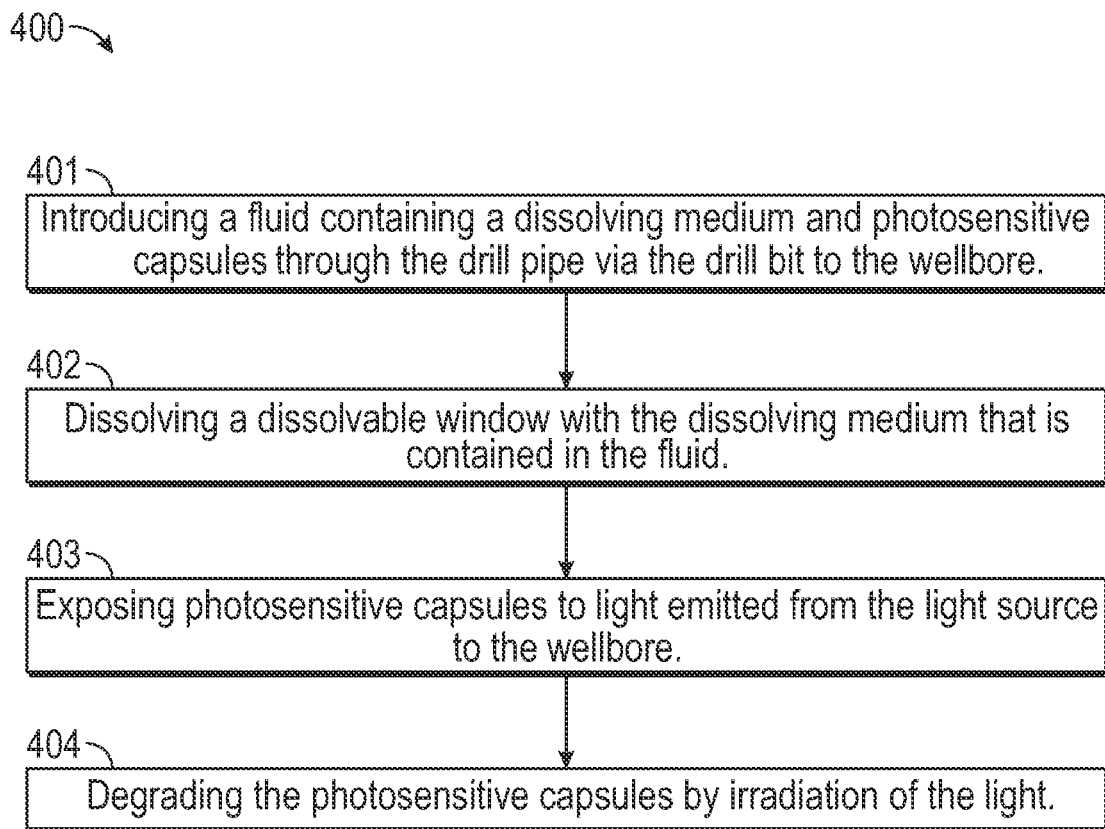 400
401
Introducing a fluid containing a dissolving medium and photosensitive
capsules through the drill pipe via the drill bit to the wellbore.
402
Dissolving a dissolvable window with the dissolving medium that is
contained in the fluid.
403
Exposing photosensitive capsules to light emitted from the light source
to the wellbore.
404
Degrading the photosensitive capsules by irradiation of the light.